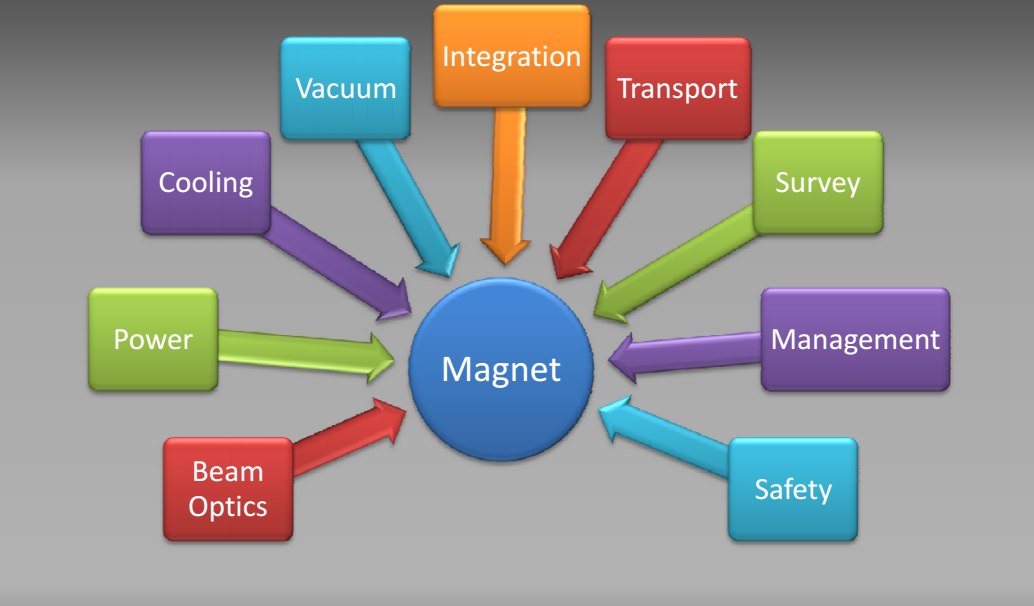 Integration
Vacuum
Transport
Cooling
Survey
Power
Management
Magnet
Beam
Optics
Safety